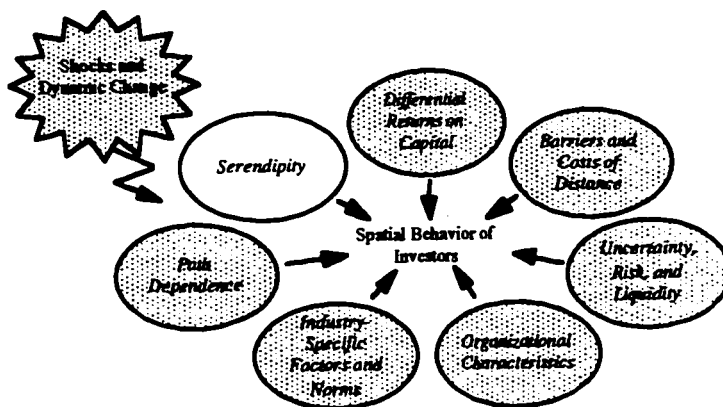 Shocks and
Dynamic Change
Differential
Returns on
Capital
Serendipity
Barriers and
Costs of
Distance
Spatial Behavior of
Investors
Path
Dependence
Uncertainty,
Risk, and
Liquidity
Industry-
Specific
Factors and
Norms
Organizational
Characteristics